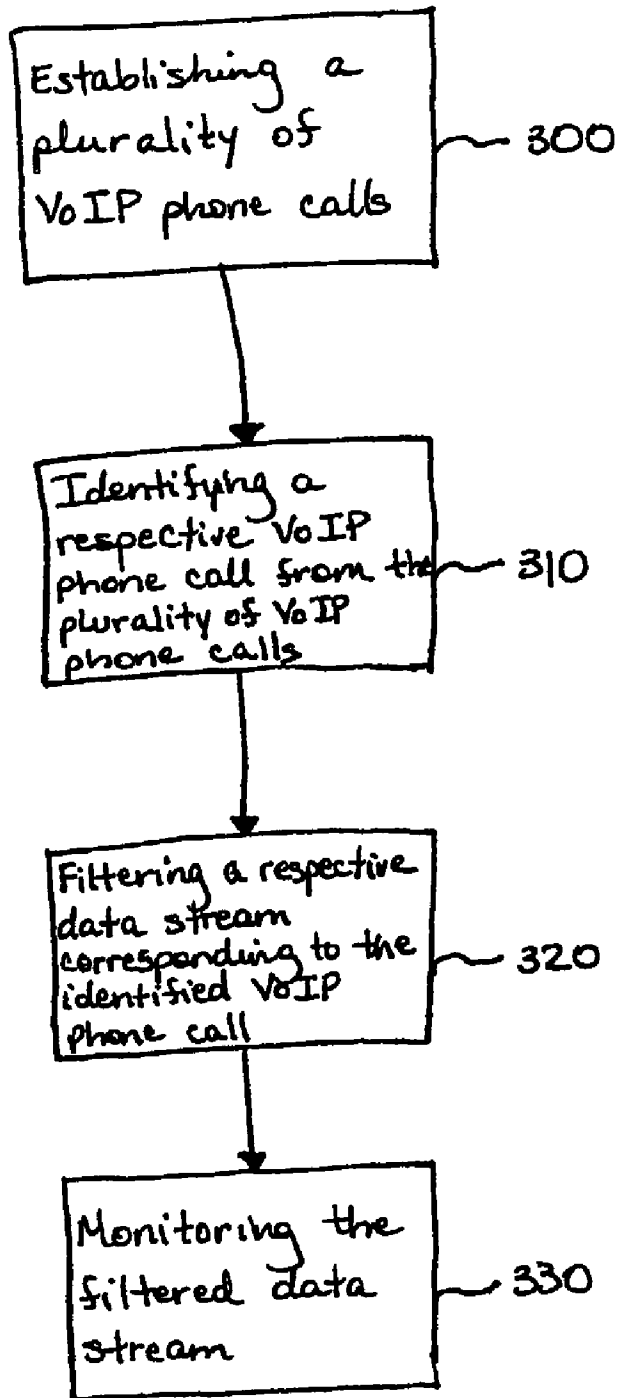 Establishing a
plurality of
VoIP phone calls
300
Identifying a
respective VoIP
phone call from the
plurality of VoIP
phone calls
310
Filtering a respective
data stream
corresponding to the
identified VoIP
phone call
320
Monitoring the
filtered data
stream
330